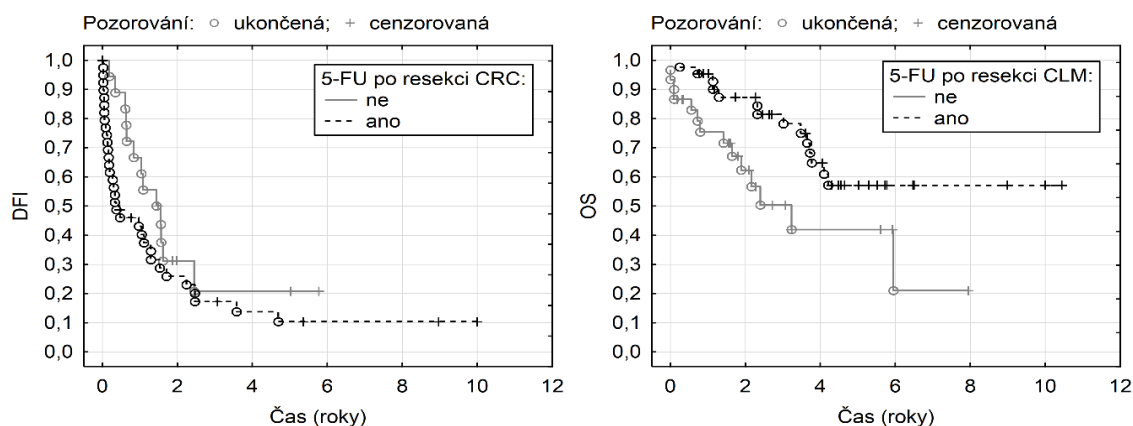 Pozorování: ukončená; cenzorovaná
1,0
0,9
0,8
0,7
0,6
0,5
0,4
0,3
0,2
0,1
0,0
DFI
5-FU po resekci CRC:
ne
ano
0 2 4 6 8 10 12
Čas (roky)
Pozorování: ukončená; cenzorovaná
1,0
0,9
0,8
0,7
0,6
0,5
0,4
0,3
0,2
0,1
0,0
OS
5-FU po resekci CLM:
ne
ano
0 2 4 6 8 10 12
Čas (roky)